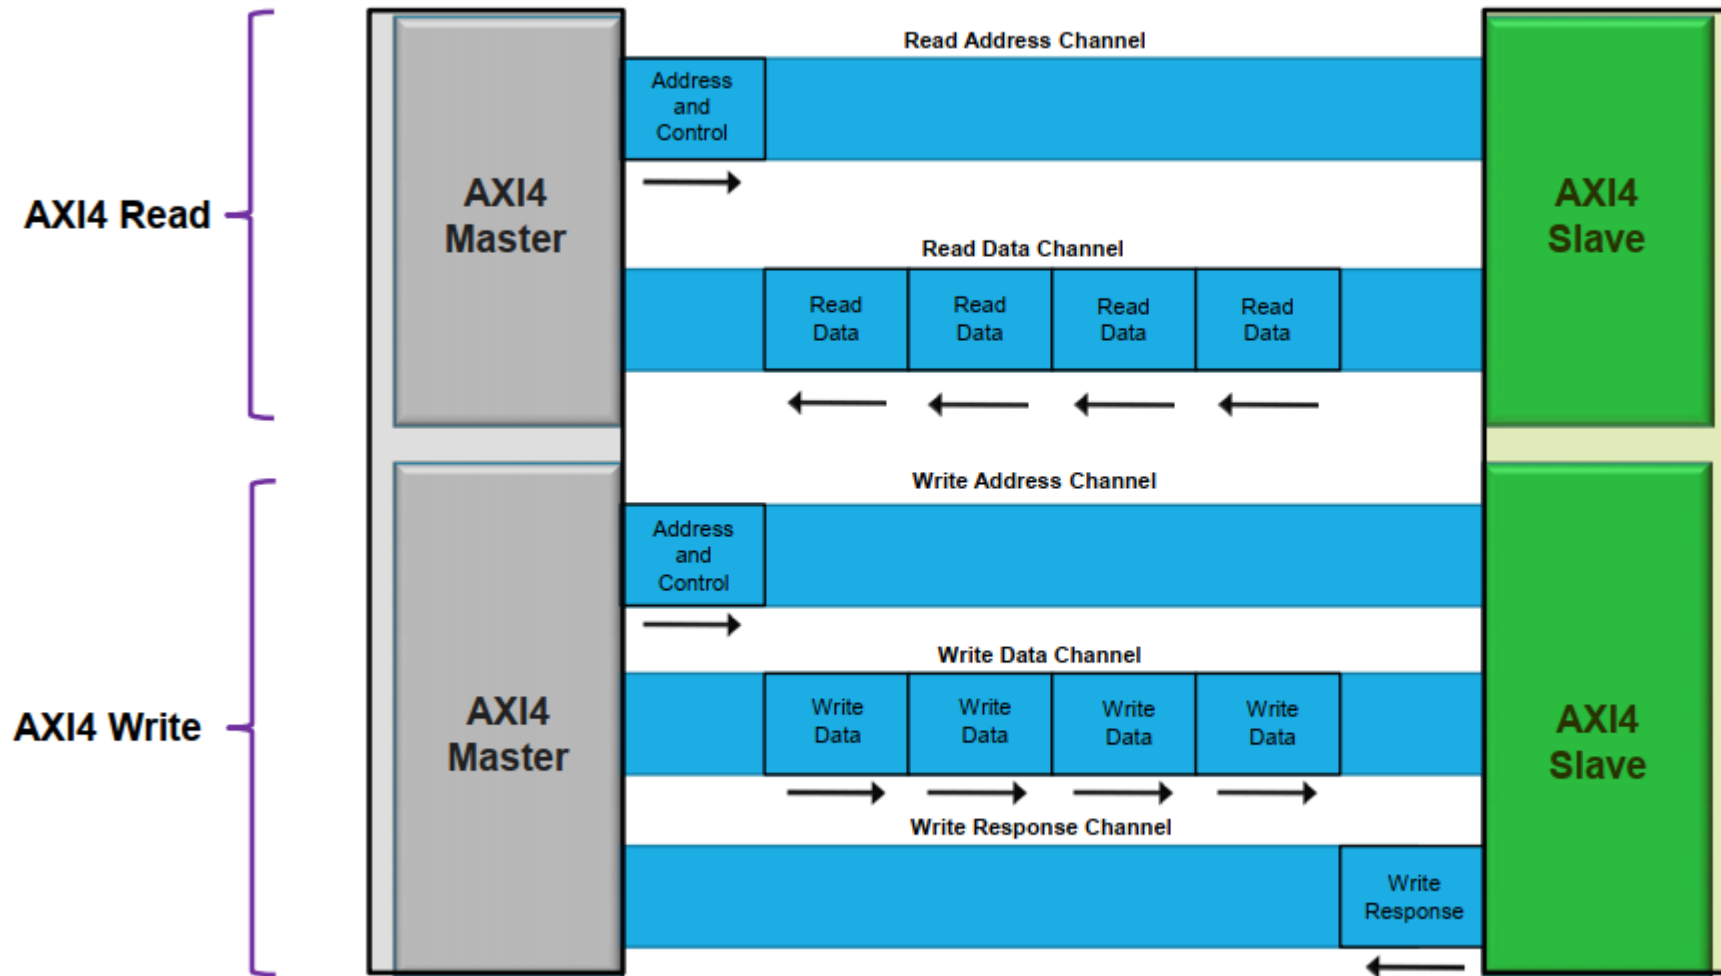 Read Address Channel
Address
and
Control
AXI4 Read
AXI4
Master
AXI4
Slave
Read Data Channel
Read
Data
Read
Data
Read
Data
Read
Data
Write Address Channel
Address
and
Control
Write Data Channel
AXI4 Write
AXI4
Master
Write
Data
Write
Data
Write
Data
Write
Data
AXI4
Slave
Write Response Channel
Write
Response